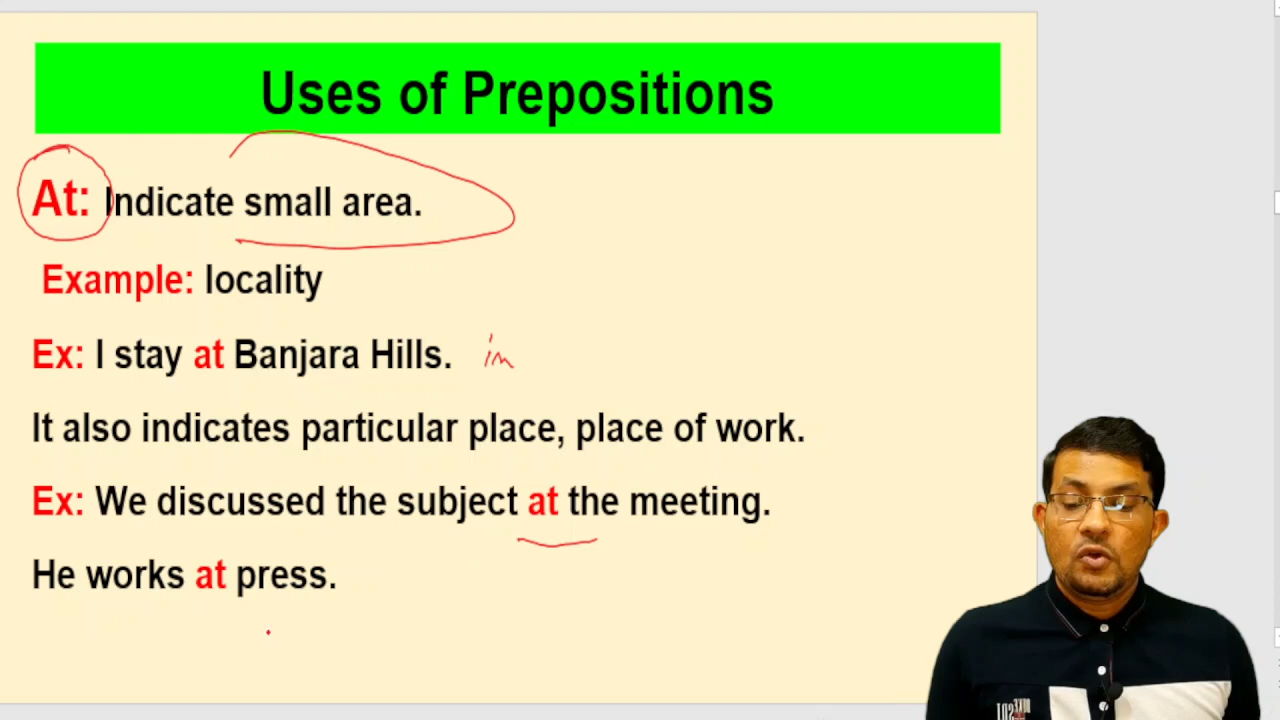 Uses of Prepositions
At: Indicate small area.
Example: locality
Ex: I stay at Banjara Hills. in
It also indicates particular place, place of work.
Ex: We discussed the subject at the meeting.
He works at press.